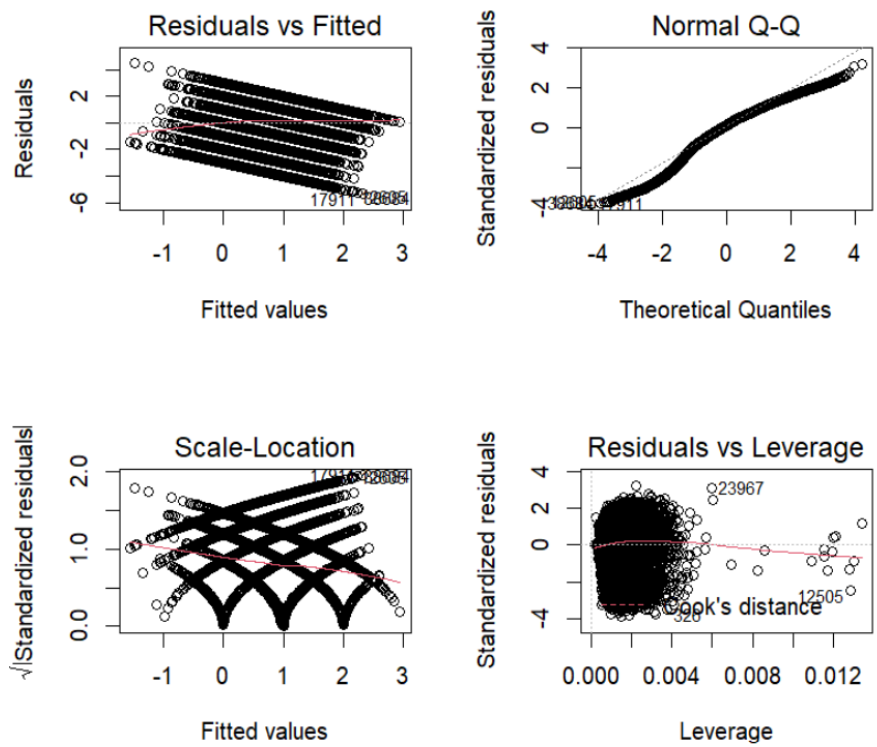 Residuals vs Fitted
Residuals
2
-2
-6
17911
-1 0 1 2 3
Fitted values
Normal Q-Q
Standardized residuals
4
2
0
-4
-4 -2 0 2 4
Theoretical Quantiles
Scale-Location
√|Standardized residuals|
2.0
1.0
0.0
-1 0 1 2 3
Fitted values
Residuals vs Leverage
Standardized residuals
4
2
0
-4
23967
12505
Cook's distance
328
0.000 0.004 0.008 0.012
Leverage